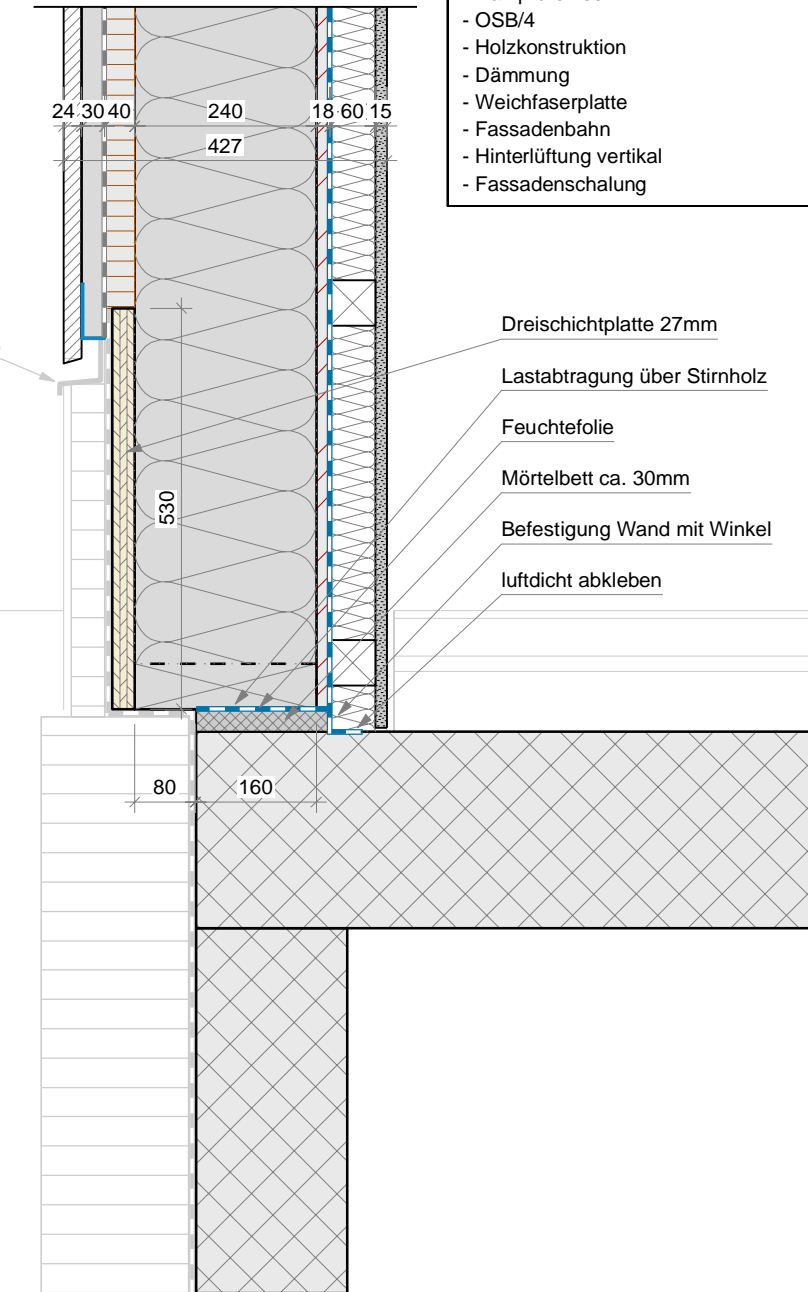 - OSB/4
- Holzkonstruktion
- Dämmung
- Weichfaserplatte
- Fassadenbahn
- Hinterlüftung vertikal
- Fassadenschalung
24 30 40 240 18 60 15
427
Dreischichtplatte 27mm
Lastabtragung über Stirnholz
Feuchtefolie
Mörtelbett ca. 30mm
Befestigung Wand mit Winkel
luftdicht abkleben
530
80 160